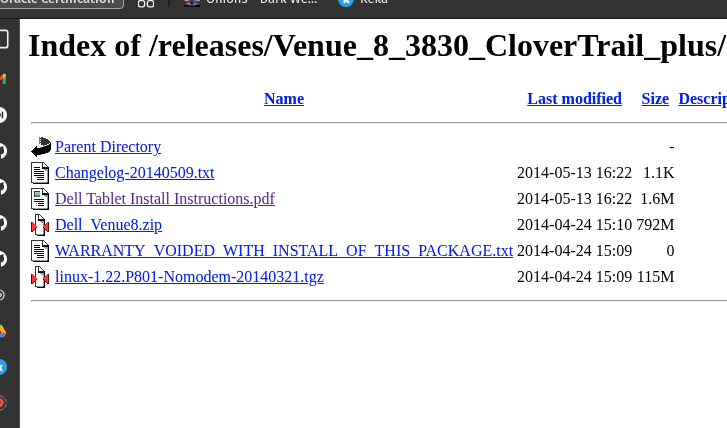 Oracle Certification Onions - Dark We... Keka
Index of /releases/Venue_8_3830_CloverTrail_plus/
Name Last modified Size Descrip
Parent Directory -
Changelog-20140509.txt 2014-05-13 16:22 1.1K
Dell Tablet Install Instructions.pdf 2014-05-13 16:22 1.6M
Dell_Venue8.zip 2014-04-24 15:10 792M
WARRANTY_VOIDED_WITH_INSTALL_OF_THIS_PACKAGE.txt 2014-04-24 15:09 0
linux-1.22.P801-Nomodem-20140321.tgz 2014-04-24 15:09 115M